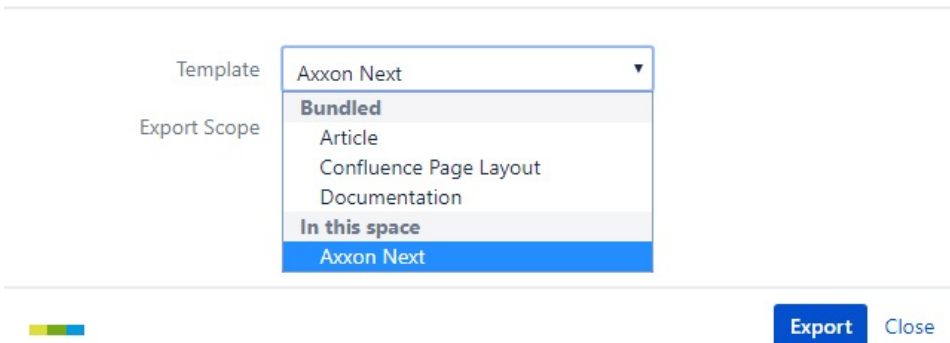 Template
Axxon Next
Export Scope
Bundled
Article
Confluence Page Layout
Documentation
In this space
Axxon Next
Export Close